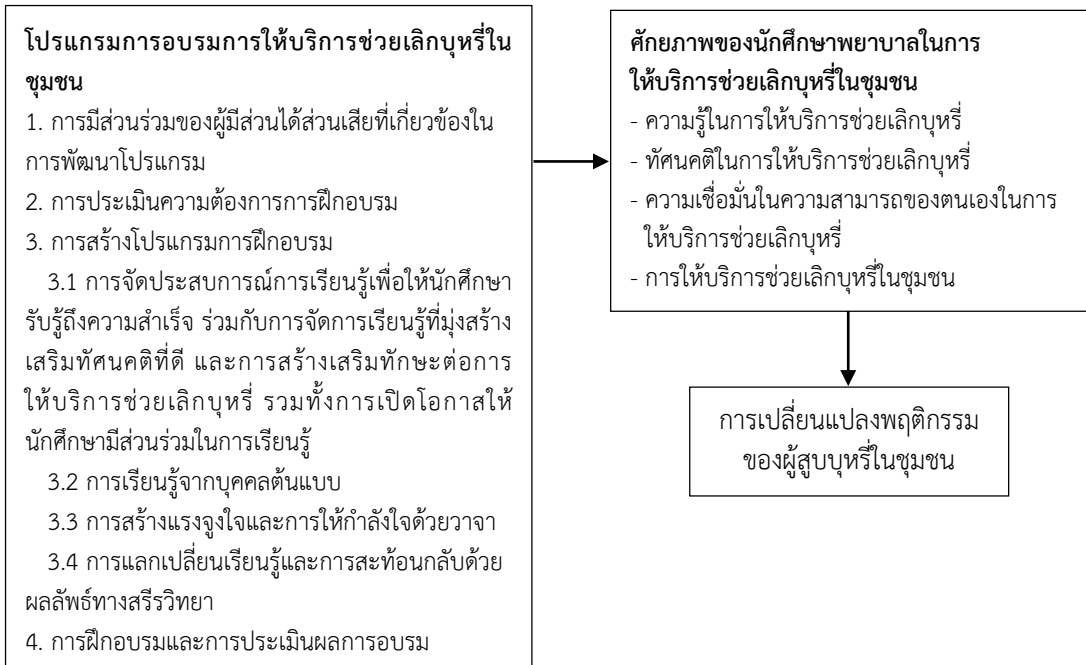 โปรแกรมการอบรมการให้บริการช่วยเลิกบุหรี่ใน
ชุมชน
1. การมีส่วนร่วมของผู้มีส่วนได้ส่วนเสียที่เกี่ยวข้องใน
การพัฒนาโปรแกรม
2. การประเมินความต้องการการฝึกอบรม
3. การสร้างโปรแกรมการฝึกอบรม
3.1 การจัดประสบการณ์การเรียนรู้เพื่อให้นักศึกษา
รับรู้ถึงความสำเร็จ ร่วมกับการจัดการเรียนรู้ที่มุ่งสร้าง
เสริมทัศนคติที่ดี และการสร้างเสริมทักษะต่อการ
ให้บริการช่วยเลิกบุหรี่ รวมทั้งการเปิดโอกาสให้
นักศึกษามีส่วนร่วมในการเรียนรู้
3.2 การเรียนรู้จากบุคคลต้นแบบ
3.3 การสร้างแรงจูงใจและการให้กำลังใจด้วยวาจา
3.4 การแลกเปลี่ยนเรียนรู้และการสะท้อนกลับด้วย
ผลลัพธ์ทางสรีรวิทยา
4. การฝึกอบรมและการประเมินผลการอบรม
ศักยภาพของนักศึกษาพยาบาลในการ
ให้บริการช่วยเลิกบุหรี่ในชุมชน
- ความรู้ในการให้บริการช่วยเลิกบุหรี่
- ทัศนคติในการให้บริการช่วยเลิกบุหรี่
- ความเชื่อมั่นในความสามารถของตนเองในการ
ให้บริการช่วยเลิกบุหรี่
- การให้บริการช่วยเลิกบุหรี่ในชุมชน
การเปลี่ยนแปลงพฤติกรรม
ของผู้สูบบุหรี่ในชุมชน